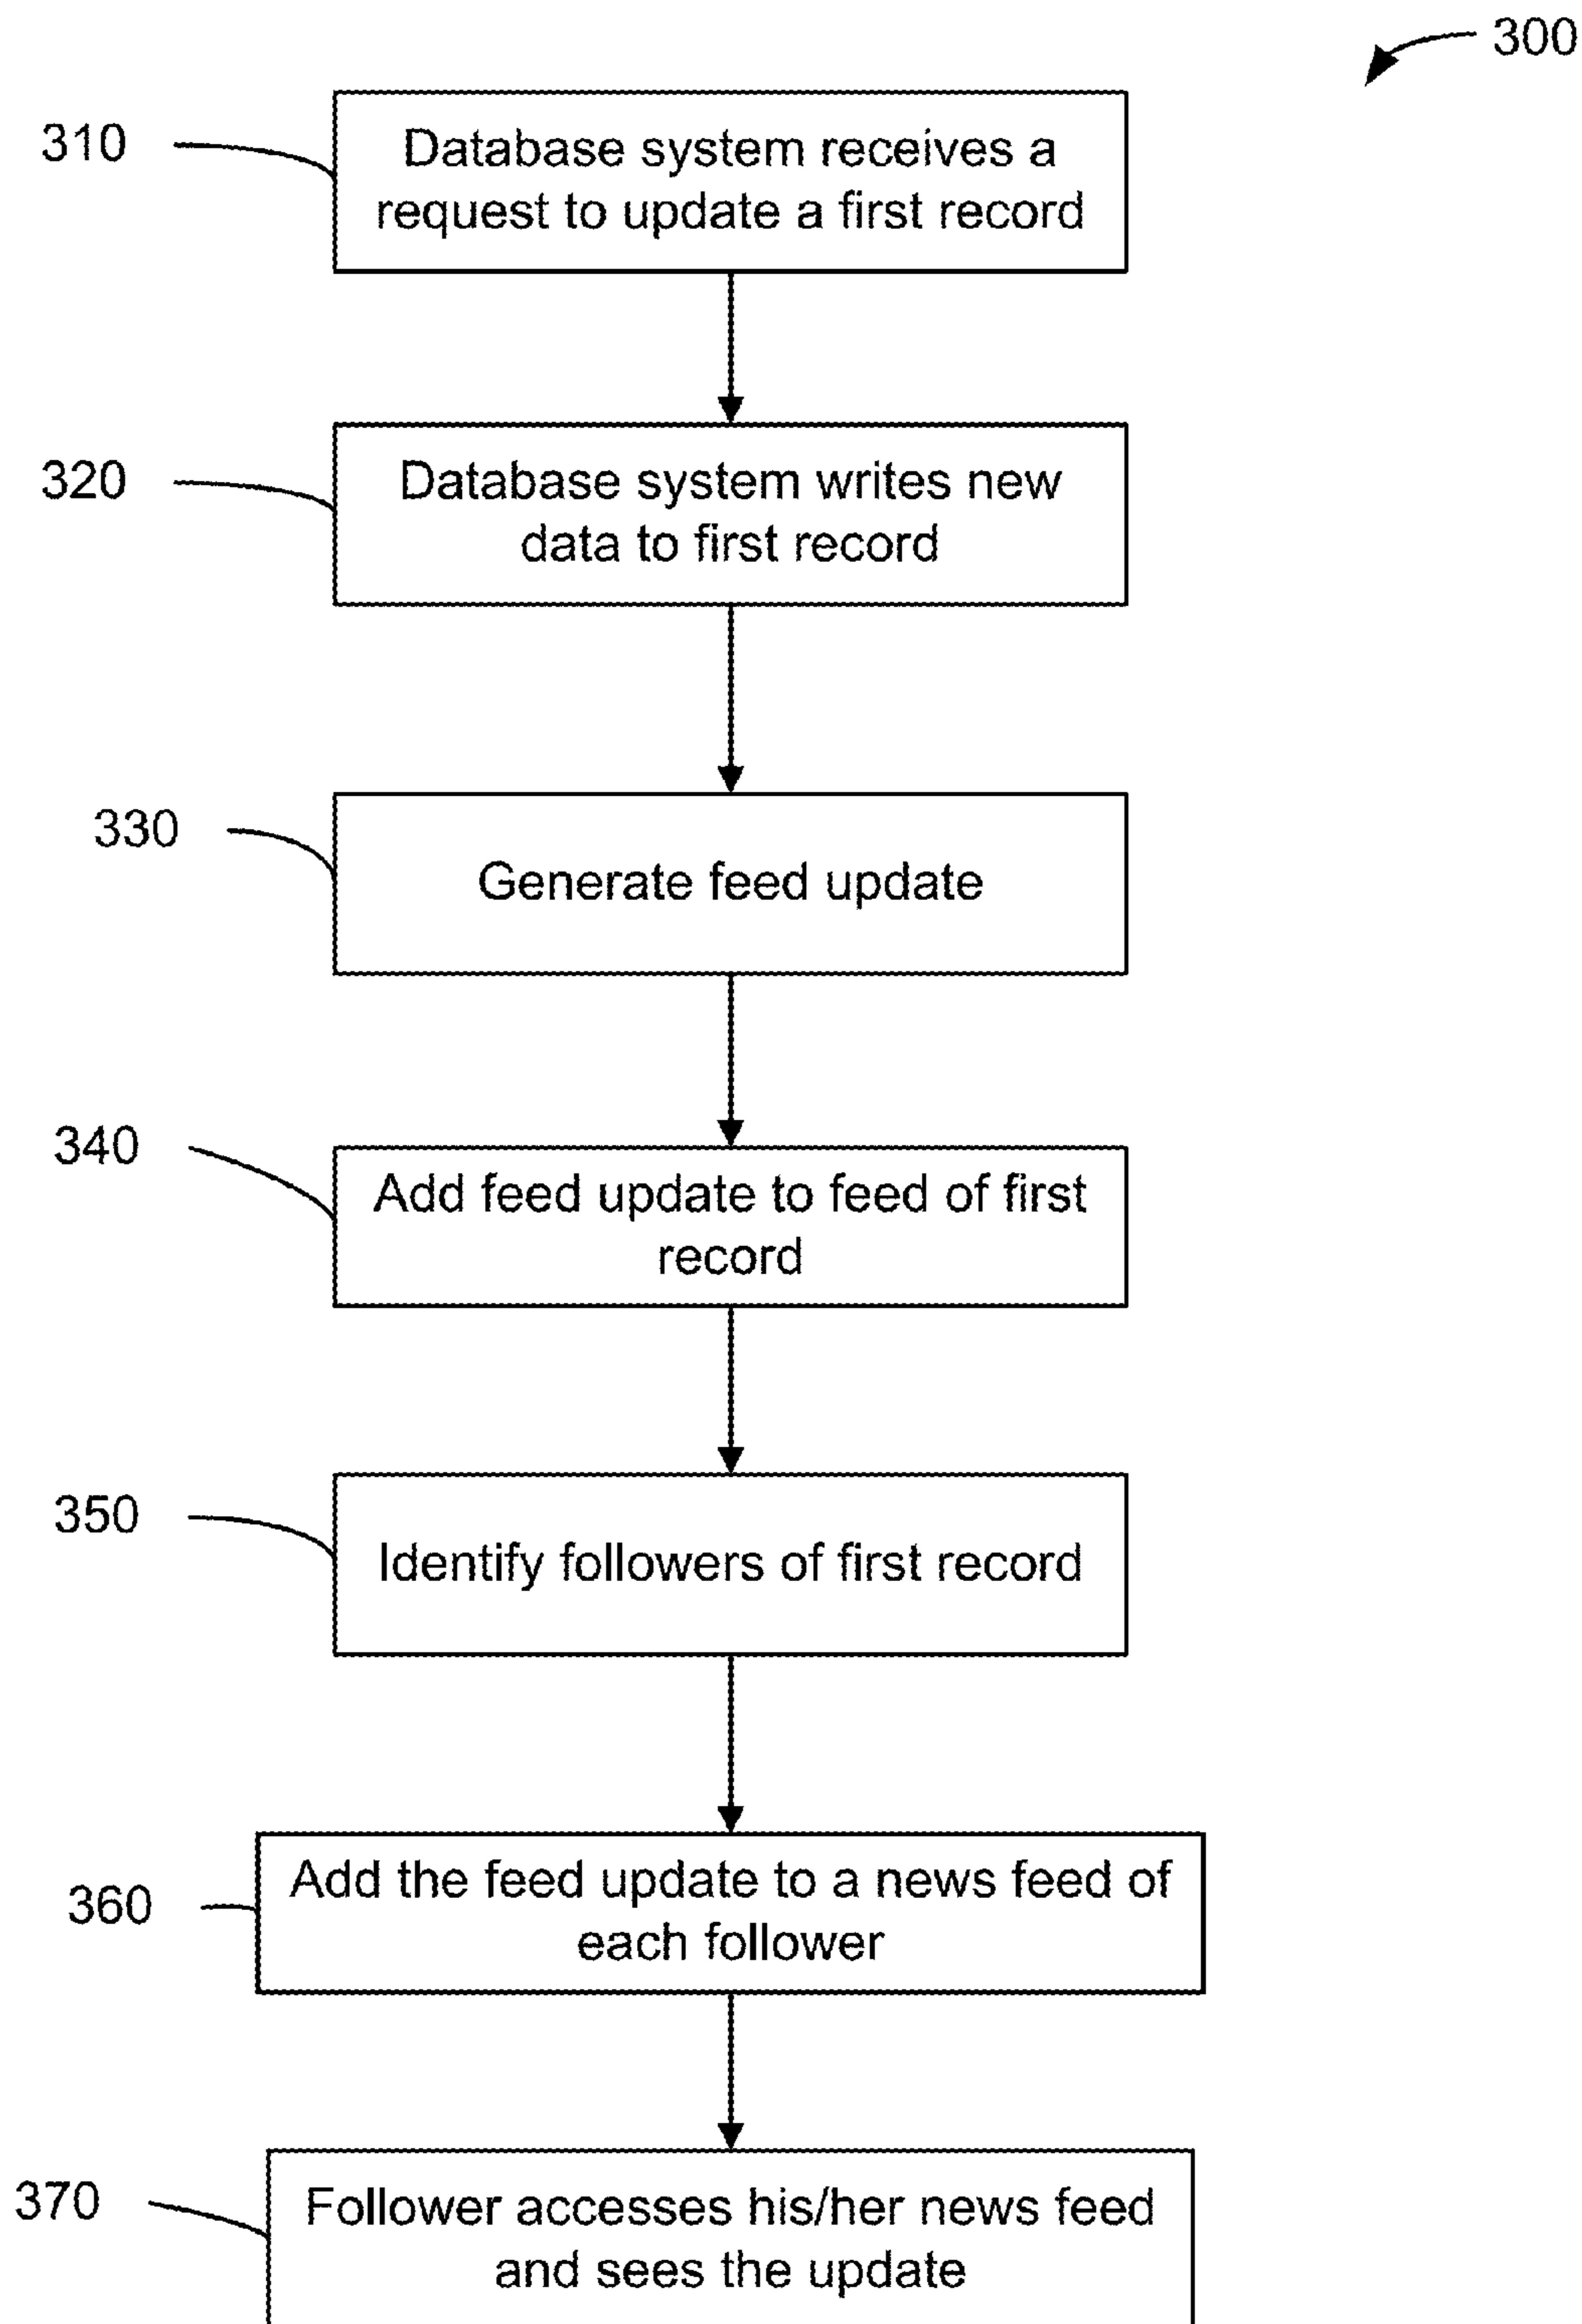 300
310
Database system receives a
request to update a first record
320
Database system writes new
data to first record
330
Generate feed update
340
Add feed update to feed of first
record
350
Identify followers of first record
360
Add the feed update to a news feed of
each follower
370
Follower accesses his/her news feed
and sees the update